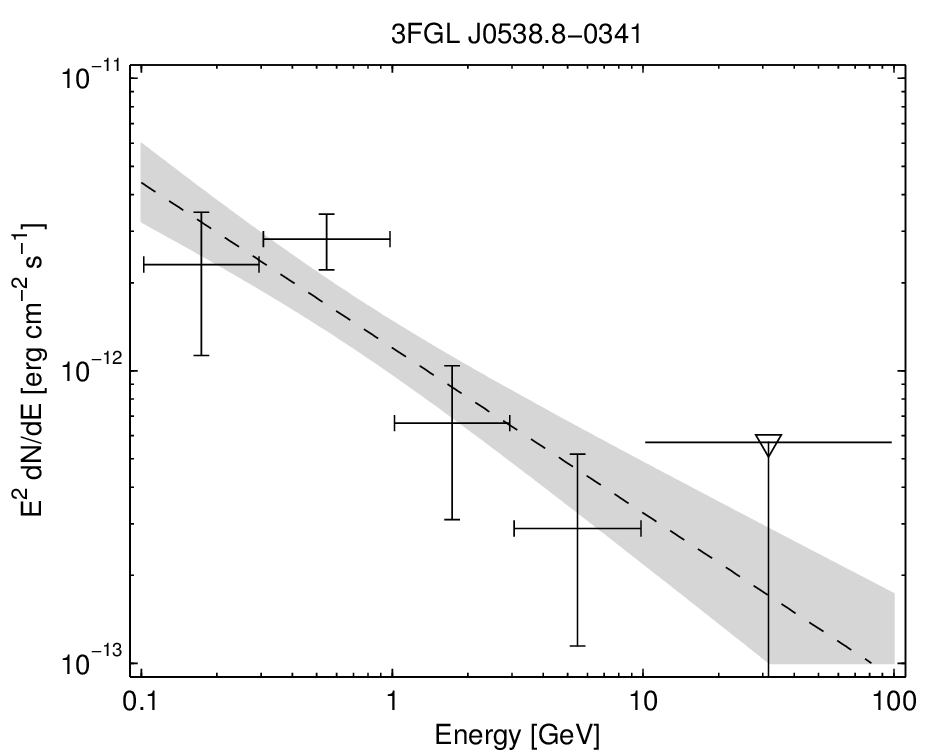 3FGL J0538.8−0341
10⁻¹¹
10⁻¹²
10⁻¹³
E² dN/dE [erg cm⁻² s⁻¹]
0.1 1 10 100
Energy [GeV]